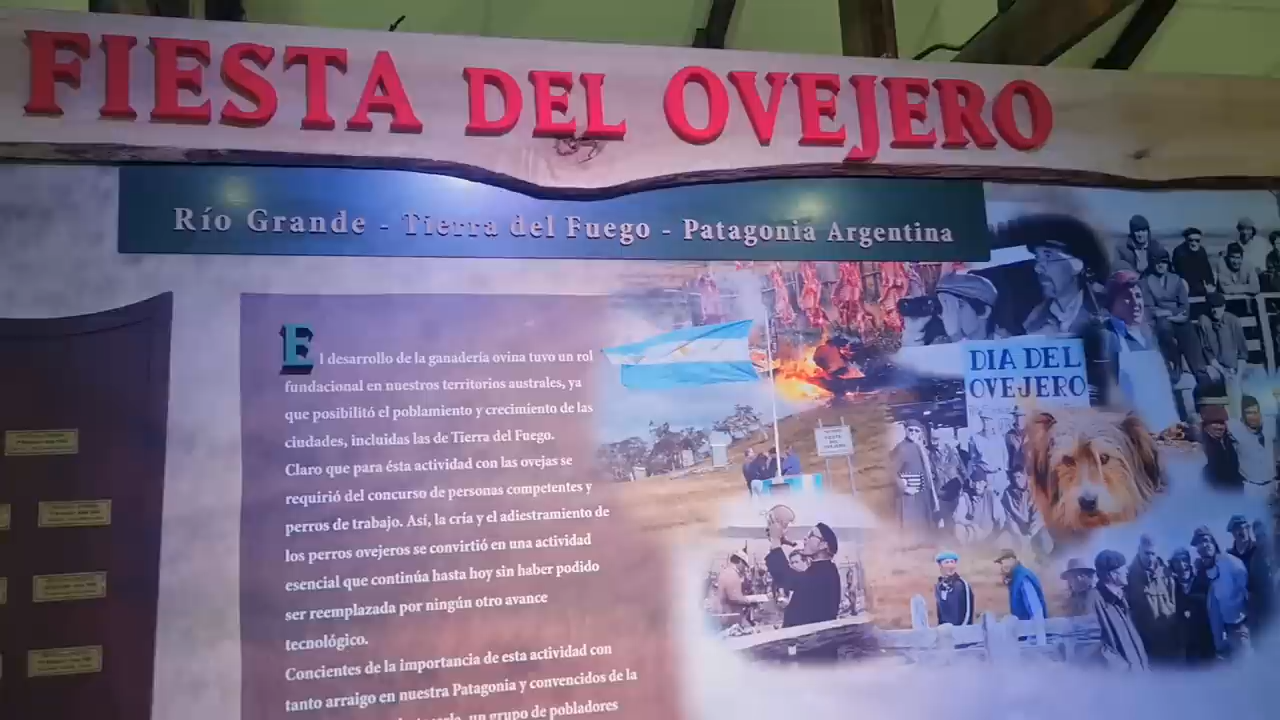 FIESTA DEL OVEJERO
Río Grande - Tierra del Fuego - Patagonia Argentina
El desarrollo de la ganadería ovina tuvo un rol
fundacional en nuestros territorios australes, ya
que posibilitó el poblamiento y crecimiento de las
ciudades, incluidas las de Tierra del Fuego.
Claro que para ésta actividad con las ovejas se
requirió del concurso de personas competentes y
perros de trabajo. Así, la cría y el adiestramiento de
los perros ovejeros se convirtió en una actividad
esencial que continúa hasta hoy sin haber podido
ser reemplazada por ningún otro avance
tecnológico.
Concientes de la importancia de esta actividad con
tanto arraigo en nuestra Patagonia y convencidos de la
un grupo de pobladores
DIA DEL
OVEJERO
FIESTA
DEL
OVEJERO